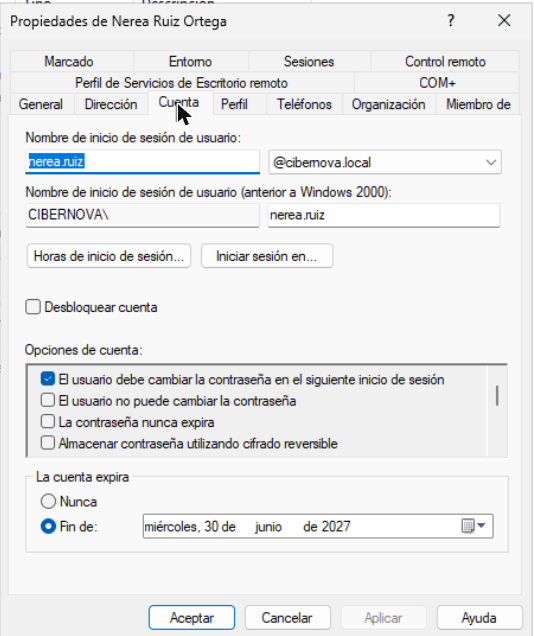 Propiedades de Nerea Ruiz Ortega ? ×
Marcado Entorno Sesiones Control remoto
Perfil de Servicios de Escritorio remoto COM+
General Dirección Cuenta Perfil Teléfonos Organización Miembro de
Nombre de inicio de sesión de usuario:
nerea.ruiz @cibernova.local
Nombre de inicio de sesión de usuario (anterior a Windows 2000):
CIBERNOVA\ nerea.ruiz
Horas de inicio de sesión... Iniciar sesión en...
Desbloquear cuenta
Opciones de cuenta:
El usuario debe cambiar la contraseña en el siguiente inicio de sesión
El usuario no puede cambiar la contraseña
La contraseña nunca expira
Almacenar contraseña utilizando cifrado reversible
La cuenta expira
Nunca
Fin de: miércoles, 30 de junio de 2027
Aceptar Cancelar Aplicar Ayuda